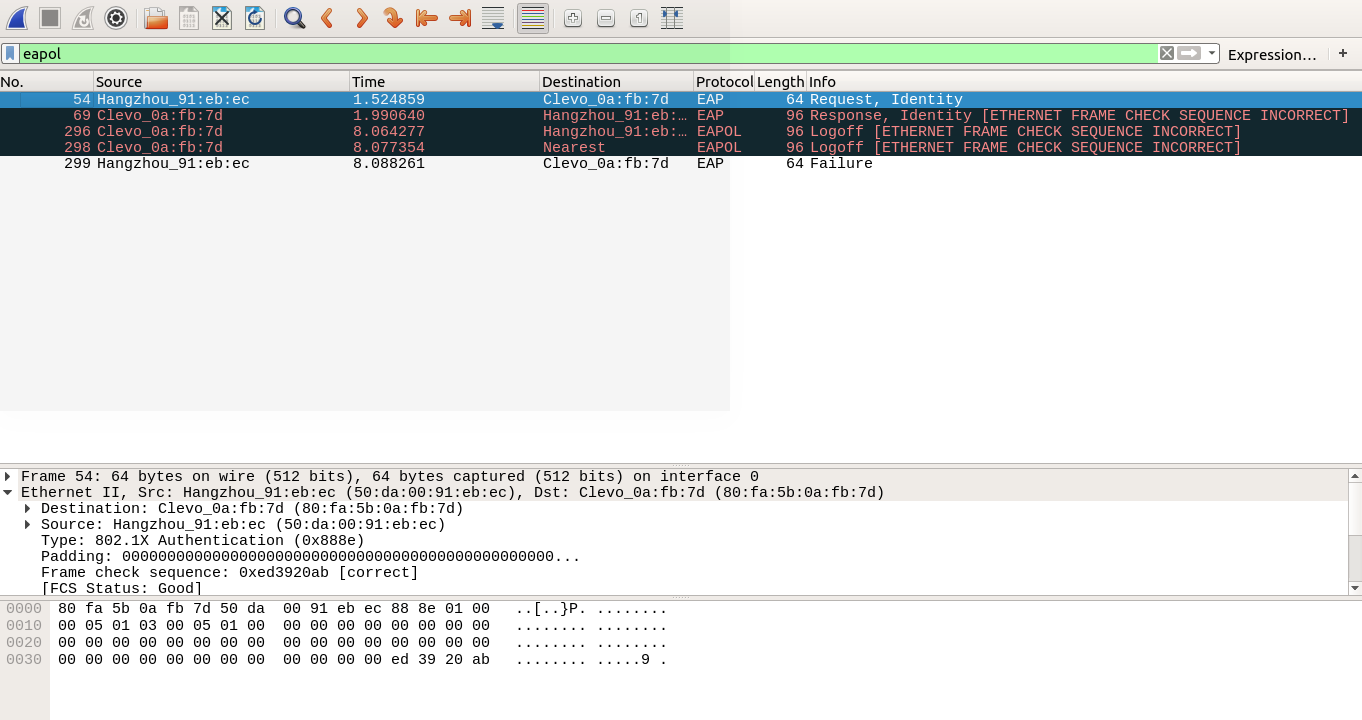 eapol
Expression… +
No. Source Time Destination Protocol Length Info
54 Hangzhou_91:eb:ec 1.524859 Clevo_0a:fb:7d EAP 64 Request, Identity
69 Clevo_0a:fb:7d 1.990640 Hangzhou_91:eb:… EAP 96 Response, Identity [ETHERNET FRAME CHECK SEQUENCE INCORRECT]
296 Clevo_0a:fb:7d 8.064277 Hangzhou_91:eb:… EAPOL 96 Logoff [ETHERNET FRAME CHECK SEQUENCE INCORRECT]
298 Clevo_0a:fb:7d 8.077354 Nearest EAPOL 96 Logoff [ETHERNET FRAME CHECK SEQUENCE INCORRECT]
299 Hangzhou_91:eb:ec 8.088261 Clevo_0a:fb:7d EAP 64 Failure
Frame 54: 64 bytes on wire (512 bits), 64 bytes captured (512 bits) on interface 0
Ethernet II, Src: Hangzhou_91:eb:ec (50:da:00:91:eb:ec), Dst: Clevo_0a:fb:7d (80:fa:5b:0a:fb:7d)
Destination: Clevo_0a:fb:7d (80:fa:5b:0a:fb:7d)
Source: Hangzhou_91:eb:ec (50:da:00:91:eb:ec)
Type: 802.1X Authentication (0x888e)
Padding: 000000000000000000000000000000000000000000000000...
Frame check sequence: 0xed3920ab [correct]
[FCS Status: Good]
0000 80 fa 5b 0a fb 7d 50 da 00 91 eb ec 88 8e 01 00 ..[..}P. ........
0010 00 05 01 03 00 05 01 00 00 00 00 00 00 00 00 00 ........ ........
0020 00 00 00 00 00 00 00 00 00 00 00 00 00 00 00 00 ........ ........
0030 00 00 00 00 00 00 00 00 00 00 00 00 ed 39 20 ab ........ .....9 .